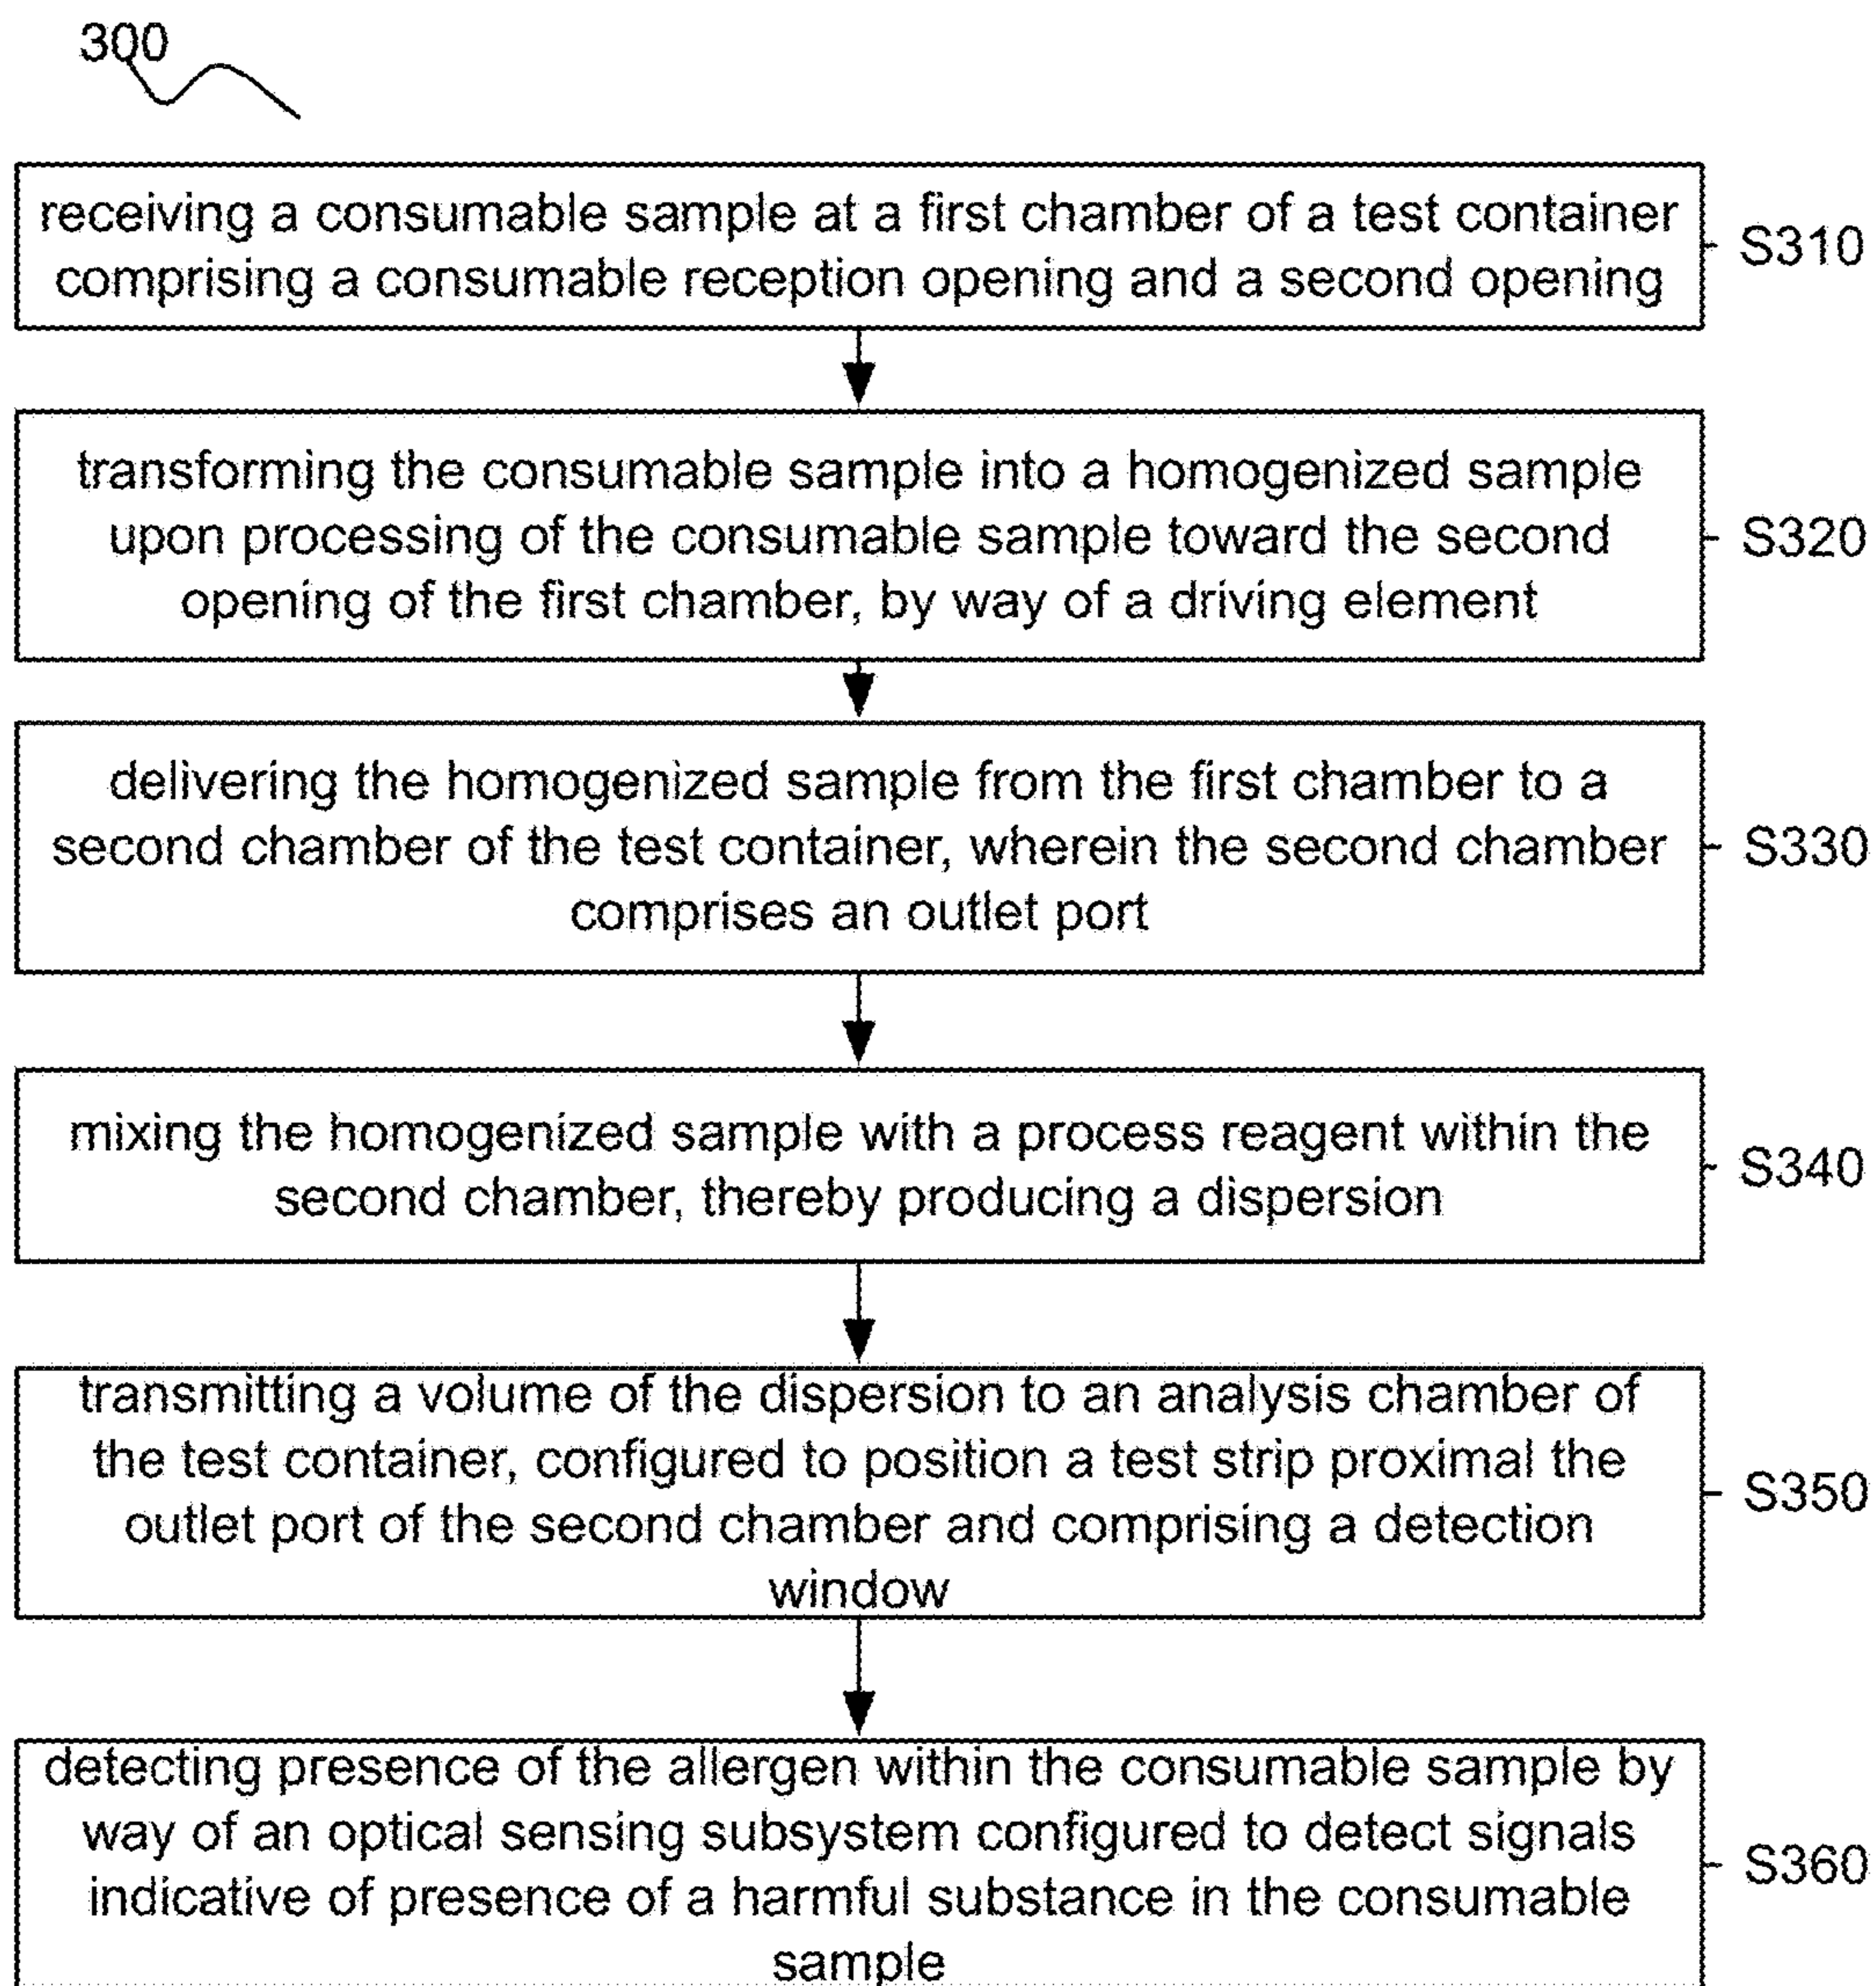 300
receiving a consumable sample at a first chamber of a test container
comprising a consumable reception opening and a second opening
S310
transforming the consumable sample into a homogenized sample
upon processing of the consumable sample toward the second
opening of the first chamber, by way of a driving element
S320
delivering the homogenized sample from the first chamber to a
second chamber of the test container, wherein the second chamber
comprises an outlet port
S330
mixing the homogenized sample with a process reagent within the
second chamber, thereby producing a dispersion
S340
transmitting a volume of the dispersion to an analysis chamber of
the test container, configured to position a test strip proximal the
outlet port of the second chamber and comprising a detection
window
S350
detecting presence of the allergen within the consumable sample by
way of an optical sensing subsystem configured to detect signals
indicative of presence of a harmful substance in the consumable
sample
S360